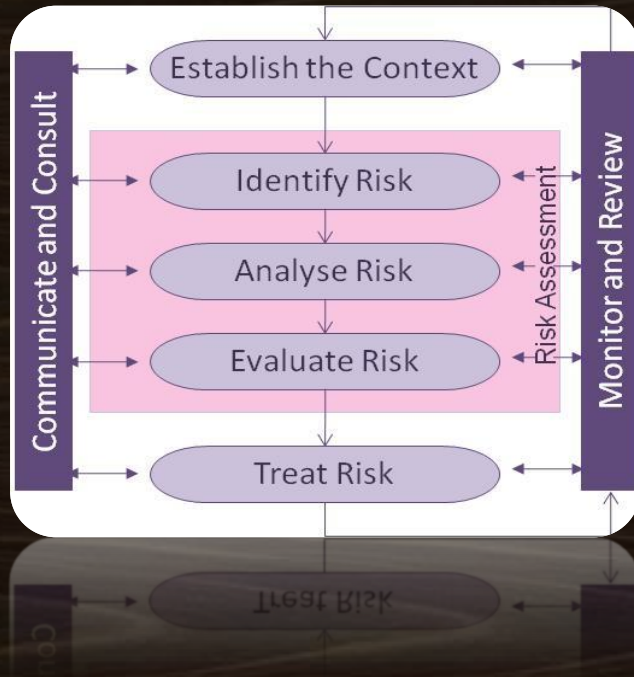 Communicate and Consult
Establish the Context
Identify Risk
Analyse Risk
Evaluate Risk
Treat Risk
Risk Assessment
Monitor and Review
Treat Risk
Cou